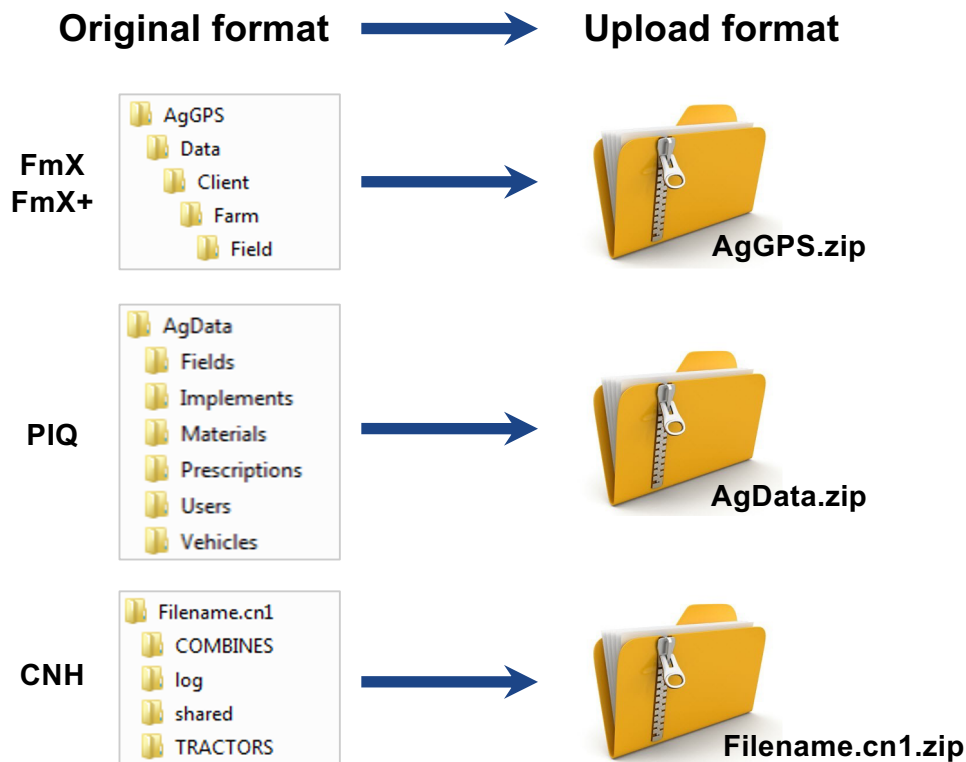 Original format
Upload format
FmX
FmX+
AgGPS
Data
Client
Farm
Field
AgGPS.zip
PIQ
AgData
Fields
Implements
Materials
Prescriptions
Users
Vehicles
AgData.zip
CNH
Filename.cn1
COMBINES
log
shared
TRACTORS
Filename.cn1.zip